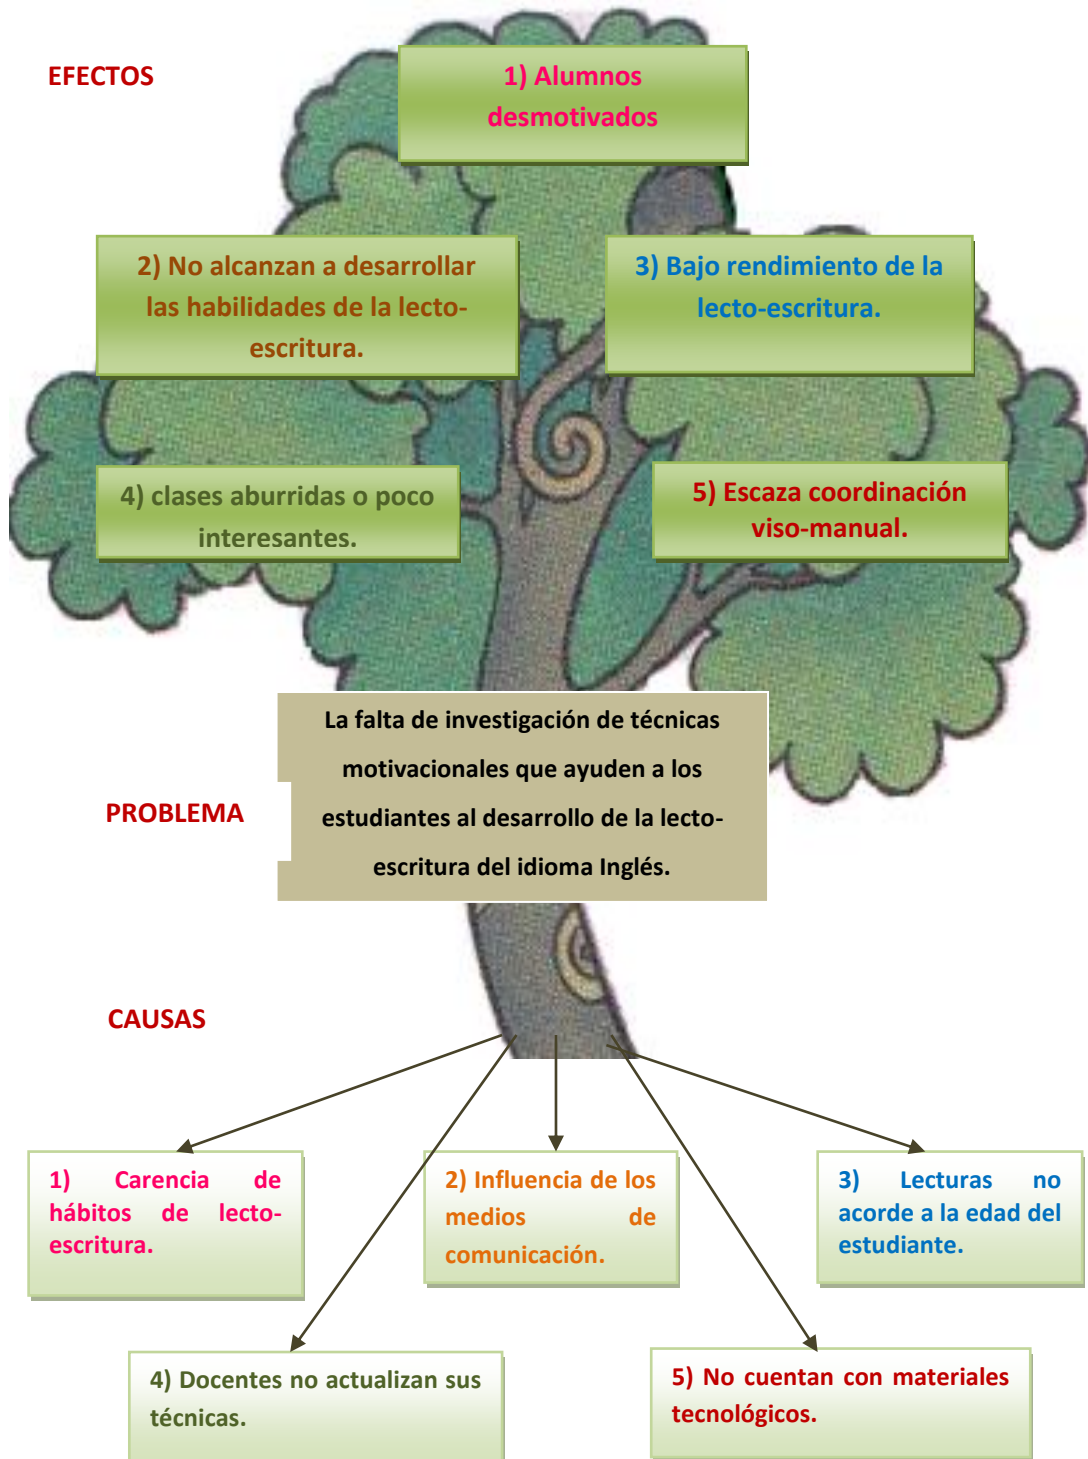 EFECTOS
1) Alumnos
desmotivados
2) No alcanzan a desarrollar
las habilidades de la lecto-
escritura.
3) Bajo rendimiento de la
lecto-escritura.
4) clases aburridas o poco
interesantes.
5) Escaza coordinación
viso-manual.
La falta de investigación de técnicas
motivacionales que ayuden a los
estudiantes al desarrollo de la lecto-
escritura del idioma Inglés.
PROBLEMA
CAUSAS
1) Carencia de
hábitos de lecto-
escritura.
2) Influencia de los
medios de
comunicación.
3) Lecturas no
acorde a la edad del
estudiante.
4) Docentes no actualizan sus
técnicas.
5) No cuentan con materiales
tecnológicos.